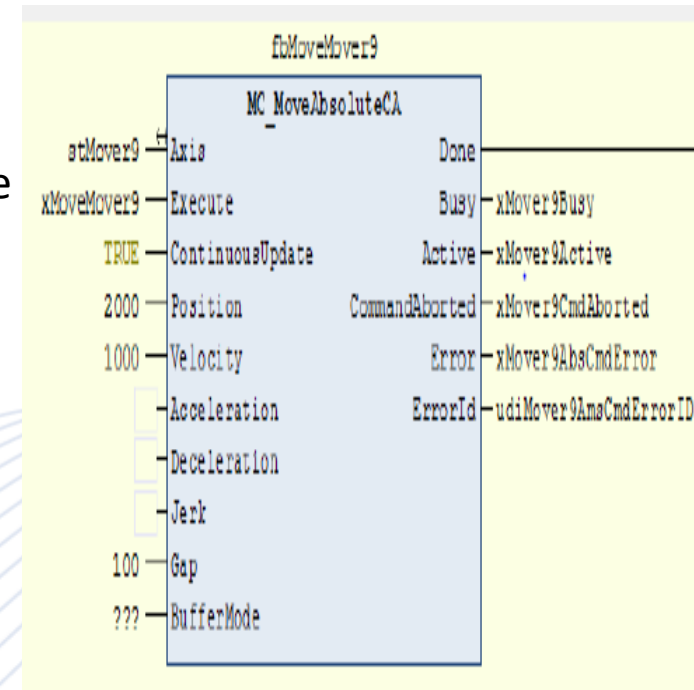 fbMoveMover9
MC_MoveAbsoluteCA
stMover9 Axis Done
e
xMoveMover9 Execute Busy xMover9Busy
TRUE ContinuousUpdate Active xMover9Active
2000 Position CommandAborted xMover9CmdAborted
1000 Velocity Error xMover9AbsCmdError
Acceleration ErrorId udiMover9AmsCmdErrorID
Deceleration
Jerk
100 Gap
??? BufferMode